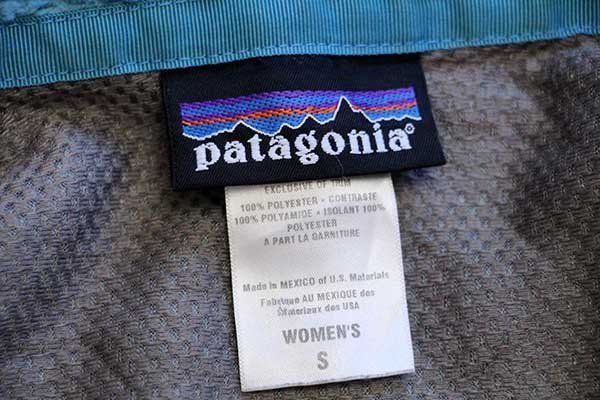 patagonia®
EXCLUSIVE OF TRIM
100% POLYESTER • CONTRASTE
100% POLYAMIDE • ISOLANT 100%
POLYESTER
A PART LA GARNITURE
Made in MEXICO of U.S. Materials
Fabrique AU MEXIQUE des
Materiaux des USA
WOMEN'S
S